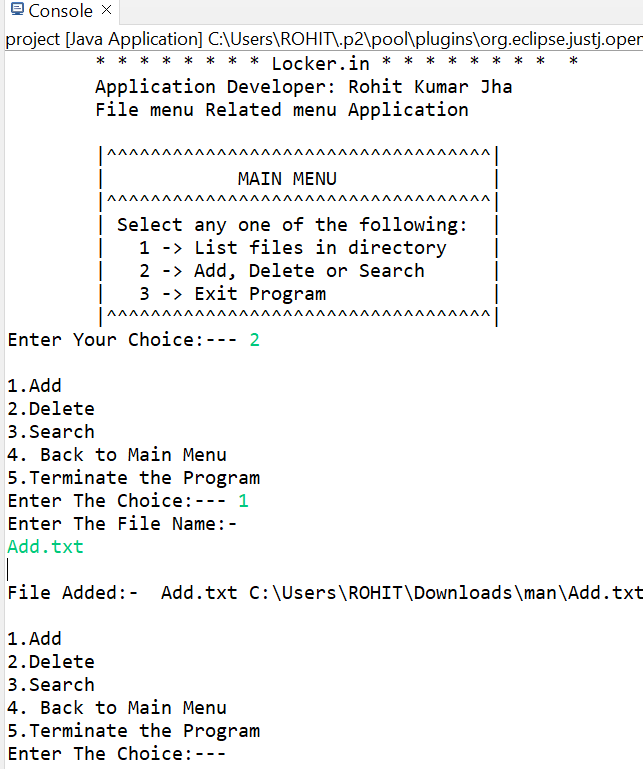 Console ×
project [Java Application] C:\Users\ROHIT\.p2\pool\plugins\org.eclipse.justj.open
* * * * * * * * Locker.in * * * * * * * *  *
Application Developer: Rohit Kumar Jha
File menu Related menu Application
|^^^^^^^^^^^^^^^^^^^^^^^^^^^^^^^^^^^|
|            MAIN MENU              |
|^^^^^^^^^^^^^^^^^^^^^^^^^^^^^^^^^^^|
| Select any one of the following:  |
|   1 -> List files in directory    |
|   2 -> Add, Delete or Search      |
|   3 -> Exit Program               |
|^^^^^^^^^^^^^^^^^^^^^^^^^^^^^^^^^^^|
Enter Your Choice:--- 2
1.Add
2.Delete
3.Search
4. Back to Main Menu
5.Terminate the Program
Enter The Choice:--- 1
Enter The File Name:-
Add.txt
File Added:-  Add.txt C:\Users\ROHIT\Downloads\man\Add.txt
1.Add
2.Delete
3.Search
4. Back to Main Menu
5.Terminate the Program
Enter The Choice:---